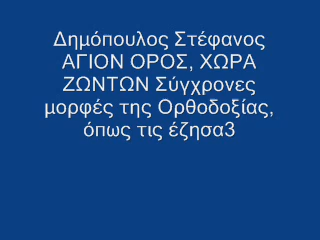 Δημόπουλος Στέφανος
ΑΓΙΟΝ ΟΡΟΣ, ΧΩΡΑ
ΖΩΝΤΩΝ Σύγχρονες
μορφές της Ορθοδοξίας,
όπως τις έζησα3